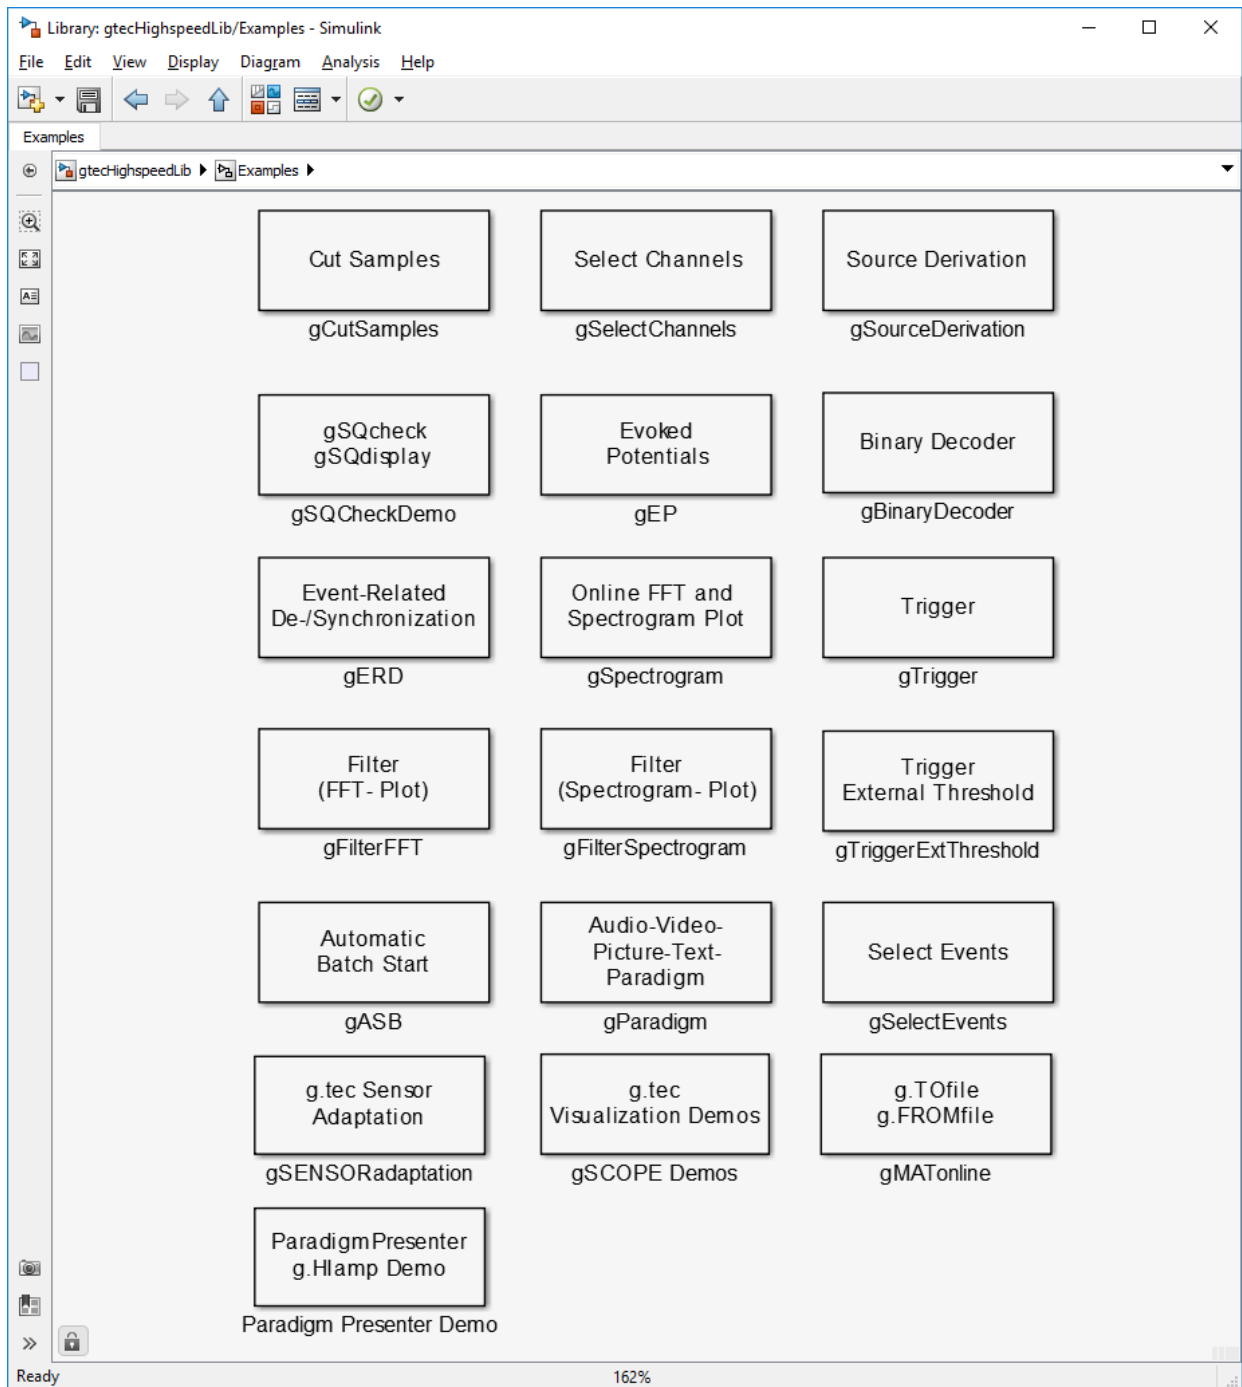 Library: gtecHighspeedLib/Examples - Simulink
File Edit View Display Diagram Analysis Help
Examples
gtecHighspeedLib Examples
Cut Samples
gCutSamples
Select Channels
gSelectChannels
Source Derivation
gSourceDerivation
gSQcheck
gSQdisplay
gSQCheckDemo
Evoked
Potentials
gEP
Binary Decoder
gBinaryDecoder
Event-Related
De-/Synchronization
gERD
Online FFT and
Spectrogram Plot
gSpectrogram
Trigger
gTrigger
Filter
(FFT- Plot)
gFilterFFT
Filter
(Spectrogram- Plot)
gFilterSpectrogram
Trigger
External Threshold
gTriggerExtThreshold
Automatic
Batch Start
gASB
Audio-Video-
Picture-Text-
Paradigm
gParadigm
Select Events
gSelectEvents
g.tec Sensor
Adaptation
gSENSORadaptation
g.tec
Visualization Demos
gSCOPE Demos
g.TOfile
g.FROMfile
gMATonline
ParadigmPresenter
g.HIamp Demo
Paradigm Presenter Demo
Ready
162%